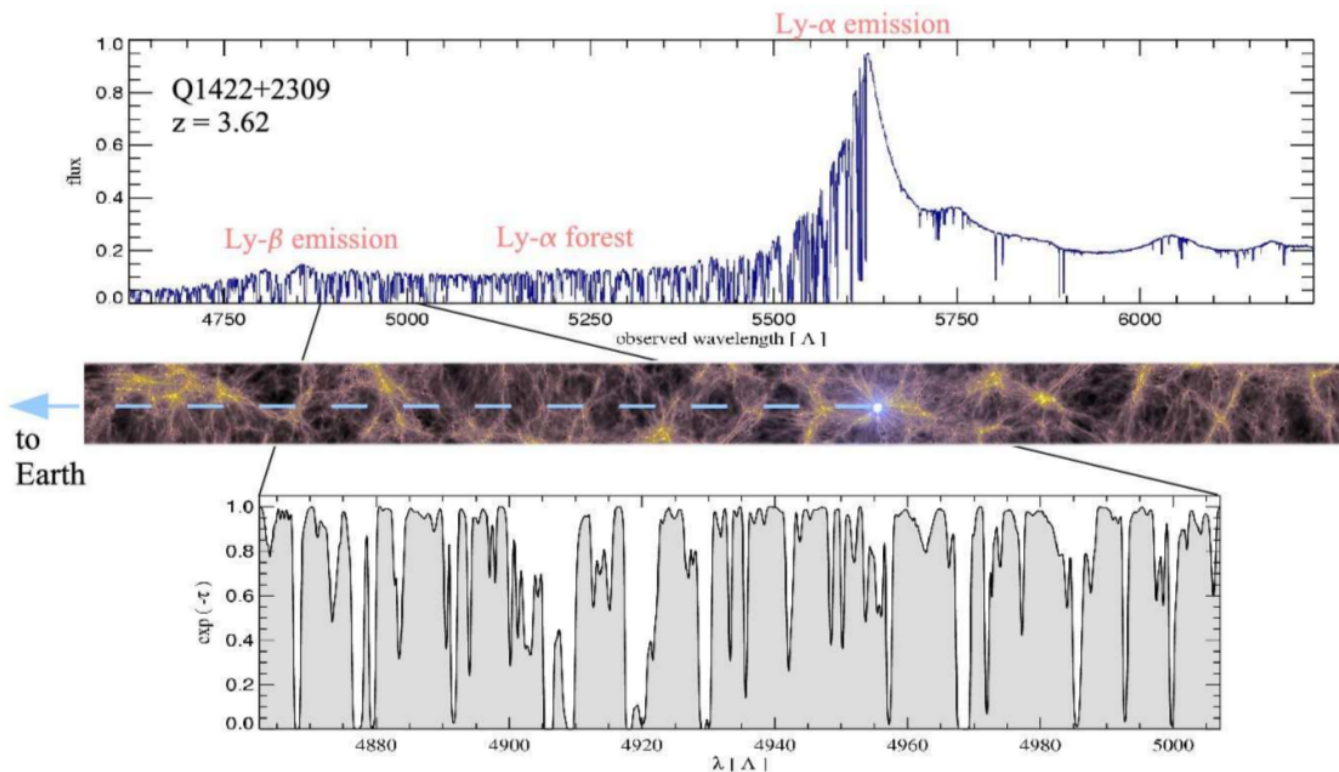 Ly-α emission
1.0
Q1422+2309
0.8
z = 3.62
0.6
flux
0.4
Ly-β emission
Ly-α forest
0.2
0.0
4750 5000 5250 5500 5750 6000
observed wavelength [ Λ ]
to
Earth
1.0
0.8
0.6
exp(-τ)
0.4
0.2
0.0
4880 4900 4920 4940 4960 4980 5000
λ [ Λ ]